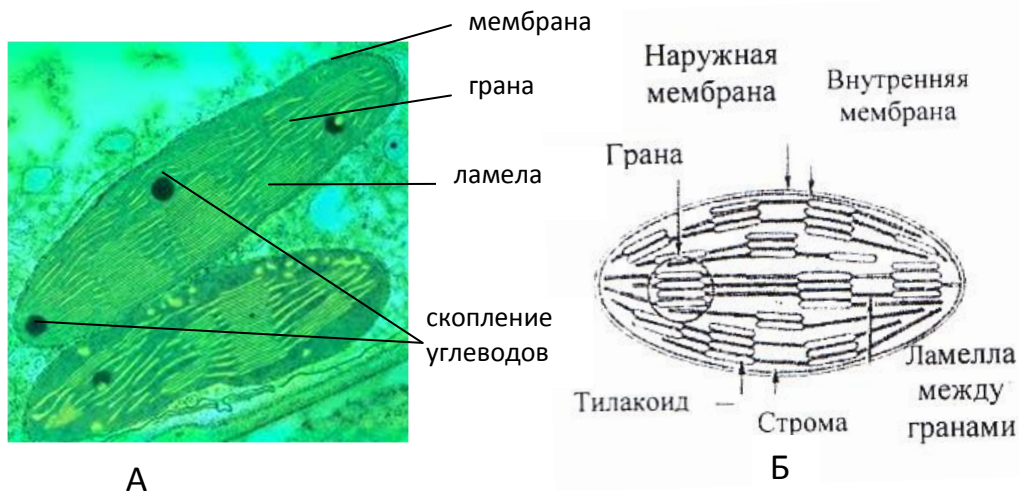 мембрана
грана
ламела
скопление
углеводов
А
Наружная
мембрана
Внутренняя
мембрана
Грана
Тилакоид
Строма
Ламелла
между
гранами
Б